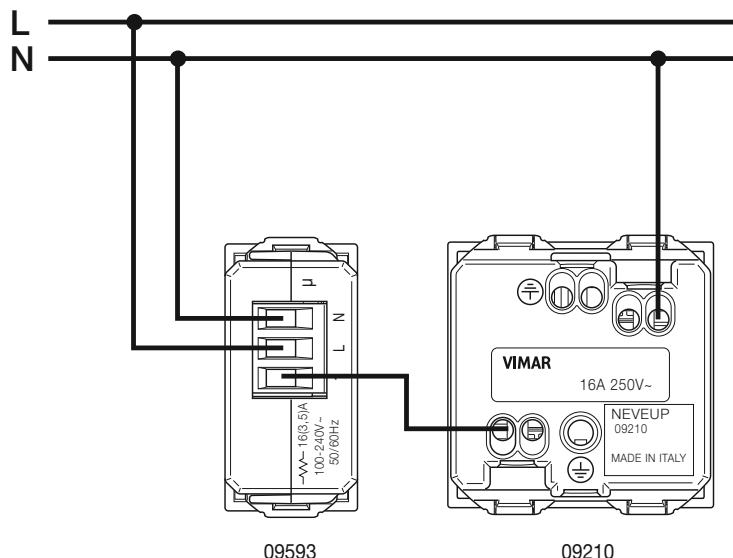 L
N
µ
N
L
16(3,5)A
100-240V~
50/60Hz
VIMAR
16A 250V~
NEVEUP
09210
MADE IN ITALY
09593
09210